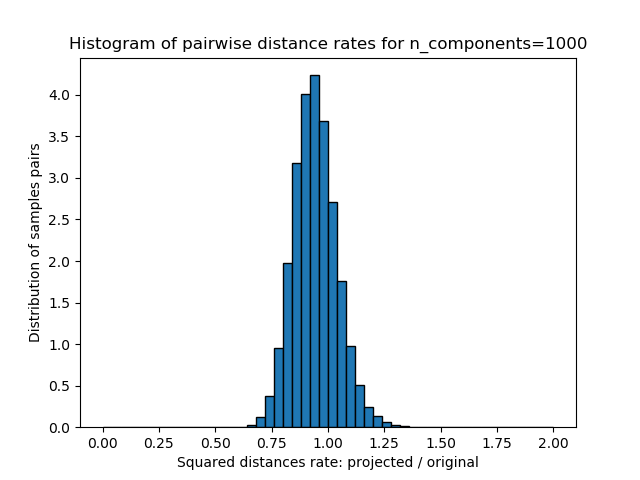 Histogram of pairwise distance rates for n_components=1000
Distribution of samples pairs
4.0
3.5
3.0
2.5
2.0
1.5
1.0
0.5
0.0
0.00 0.25 0.50 0.75 1.00 1.25 1.50 1.75 2.00
Squared distances rate: projected / original